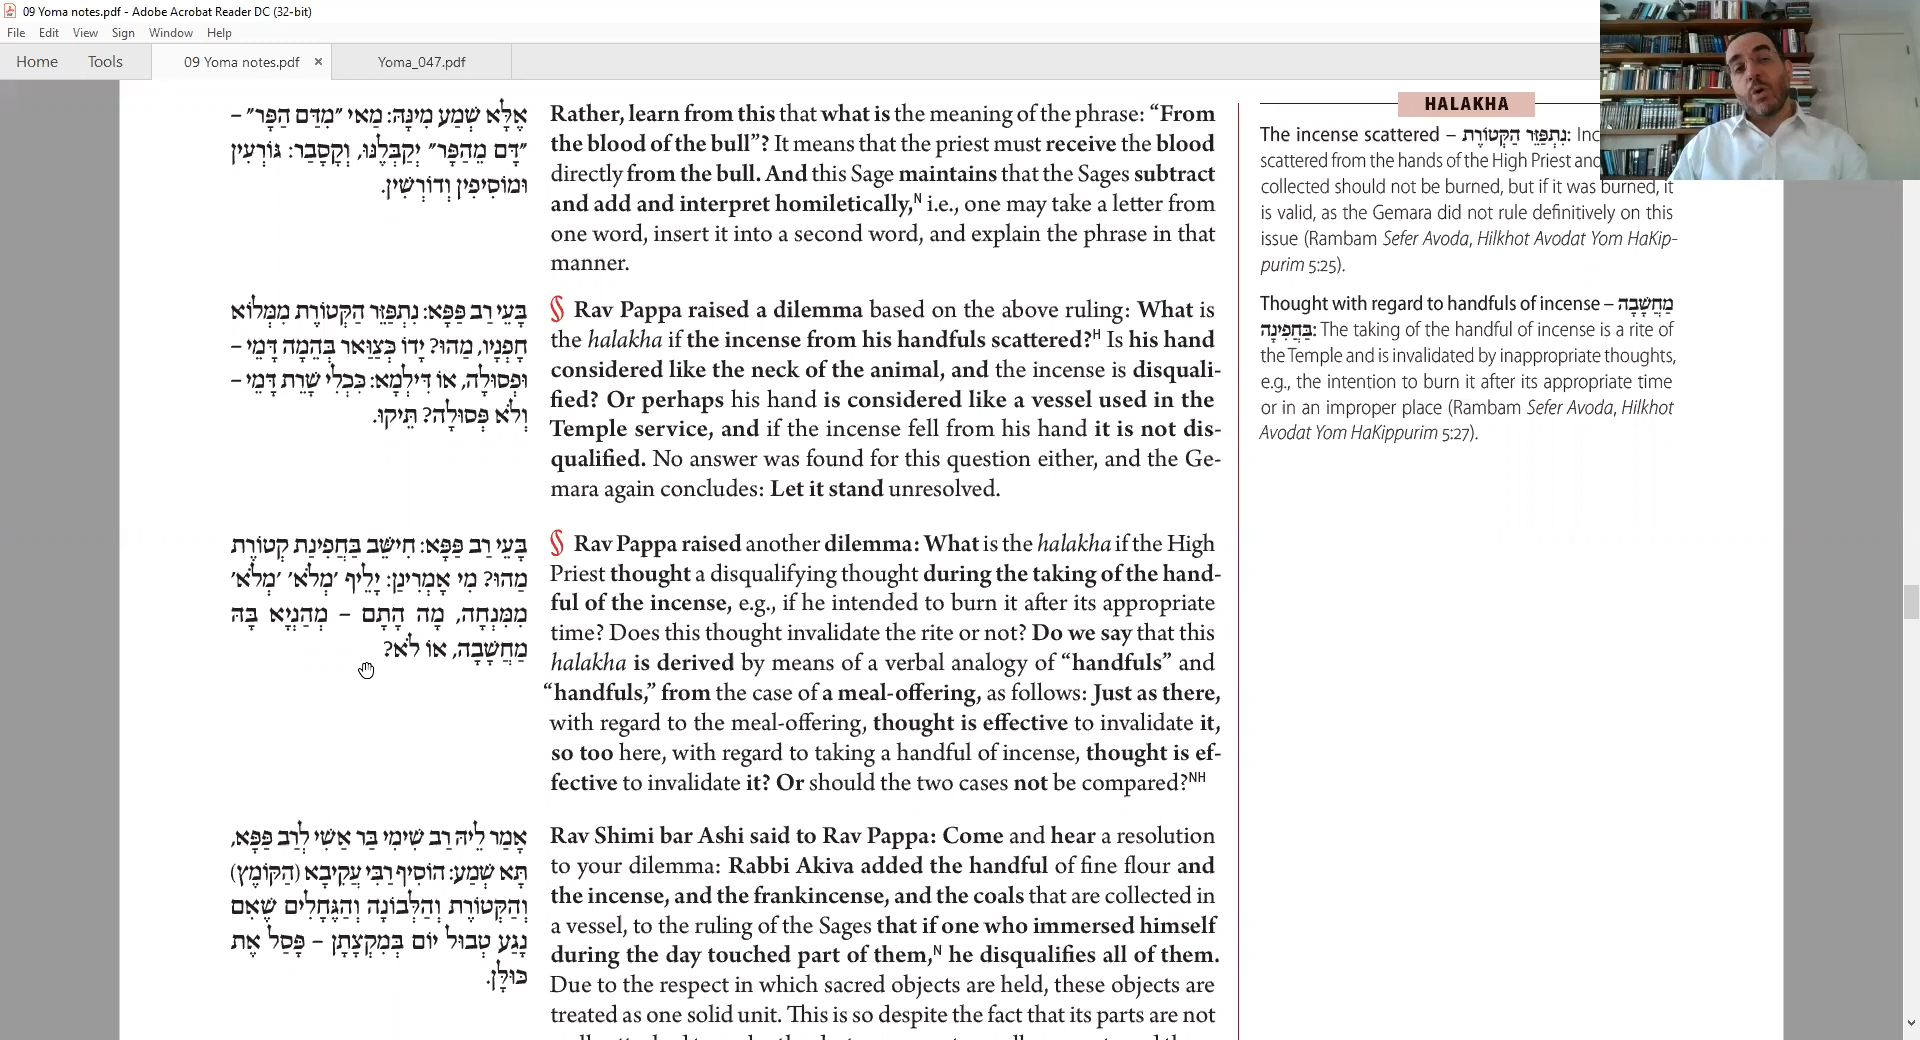 09 Yoma notes.pdf - Adobe Acrobat Reader DC (32-bit)
File Edit View Sign Window Help
Home Tools 09 Yoma notes.pdf × Yoma_047.pdf
אֶלָּא שְׁמַע מִינָּהּ: מַאי ״מִדַּם הַפָּר״ –
״דָּם מֵהַפָּר״ יְקַבְּלֶנּוּ, וְקָסָבַר: גּוֹרְעִין
וּמוֹסִיפִין וְדוֹרְשִׁין.
Rather, learn from this that what is the meaning of the phrase: “From
the blood of the bull”? It means that the priest must receive the blood
directly from the bull. And this Sage maintains that the Sages subtract
and add and interpret homiletically,N i.e., one may take a letter from
one word, insert it into a second word, and explain the phrase in that
manner.
בָּעֵי רַב פַּפָּא: נִתְפַּזֵּר הַקְּטוֹרֶת מִמְּלוֹא
חׇפְנָיו, מַהוּ? יָדוֹ כְּצַוַּאר בְּהֵמָה דָּמֵי –
וּפְסוּלָה, אוֹ דִּילְמָא: כִּכְלִי שָׁרֵת דָּמֵי –
וְלֹא פְּסוּלָה? תֵּיקוּ.
§ Rav Pappa raised a dilemma based on the above ruling: What is
the halakha if the incense from his handfuls scattered?H Is his hand
considered like the neck of the animal, and the incense is disquali-
fied? Or perhaps his hand is considered like a vessel used in the
Temple service, and if the incense fell from his hand it is not dis-
qualified. No answer was found for this question either, and the Ge-
mara again concludes: Let it stand unresolved.
בָּעֵי רַב פַּפָּא: חִישֵּׁב בַּחֲפִינַת קְטוֹרֶת
מַהוּ? מִי אָמְרִינַן: יָלֵיף ׳מְלֹא׳ ׳מְלֹא׳
מִמִּנְחָה, מָה הָתָם – מְהַנְיָא בָּהּ
מַחֲשָׁבָה, אוֹ לֹא?
§ Rav Pappa raised another dilemma: What is the halakha if the High
Priest thought a disqualifying thought during the taking of the hand-
ful of the incense, e.g., if he intended to burn it after its appropriate
time? Does this thought invalidate the rite or not? Do we say that this
halakha is derived by means of a verbal analogy of “handfuls” and
“handfuls,” from the case of a meal-offering, as follows: Just as there,
with regard to the meal-offering, thought is effective to invalidate it,
so too here, with regard to taking a handful of incense, thought is ef-
fective to invalidate it? Or should the two cases not be compared?NH
אָמַר לֵיהּ רַב שִׁימִי בַּר אַשִׁי לְרַב פַּפָּא,
תָּא שְׁמַע: הוֹסִיף רַבִּי עֲקִיבָא (הַקּוֹמֶץ)
וְהַקְּטוֹרֶת וְהַלְּבוֹנָה וְהַגֶּחָלִים שֶׁאִם
נָגַע טְבוּל יוֹם בְּמִקְצָתָן – פָּסַל אֶת
כּוּלָּן.
Rav Shimi bar Ashi said to Rav Pappa: Come and hear a resolution
to your dilemma: Rabbi Akiva added the handful of fine flour and
the incense, and the frankincense, and the coals that are collected in
a vessel, to the ruling of the Sages that if one who immersed himself
during the day touched part of them,N he disqualifies all of them.
Due to the respect in which sacred objects are held, these objects are
treated as one solid unit. This is so despite the fact that its parts are not
HALAKHA
The incense scattered – נִתְפַּזֵּר הַקְּטוֹרֶת:
scattered from the hands of the High Priest and
collected should not be burned, but if it was burned, it
is valid, as the Gemara did not rule definitively on this
issue (Rambam Sefer Avoda, Hilkhot Avodat Yom HaKip-
purim 5:25).
Thought with regard to handfuls of incense – מַחֲשָׁבָה
בַּחֲפִינָה: The taking of the handful of incense is a rite of
the Temple and is invalidated by inappropriate thoughts,
e.g., the intention to burn it after its appropriate time
or in an improper place (Rambam Sefer Avoda, Hilkhot
Avodat Yom HaKippurim 5:27).